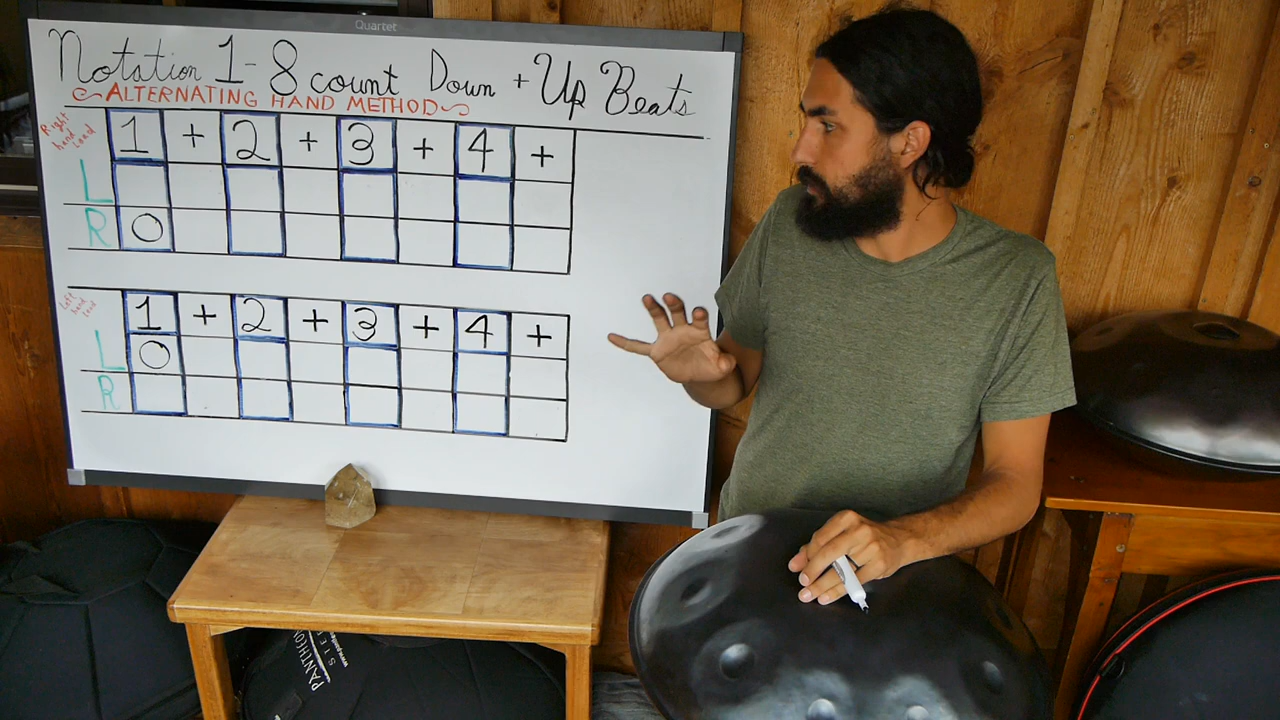 Quartet
Notation 1-8 count Down + Up Beats
~ALTERNATING HAND METHOD~
Right hand Lead
1 + 2 + 3 + 4 +
L
R O
Left hand lead
1 + 2 + 3 + 4 +
L O
R
PANTHEON
STEEL